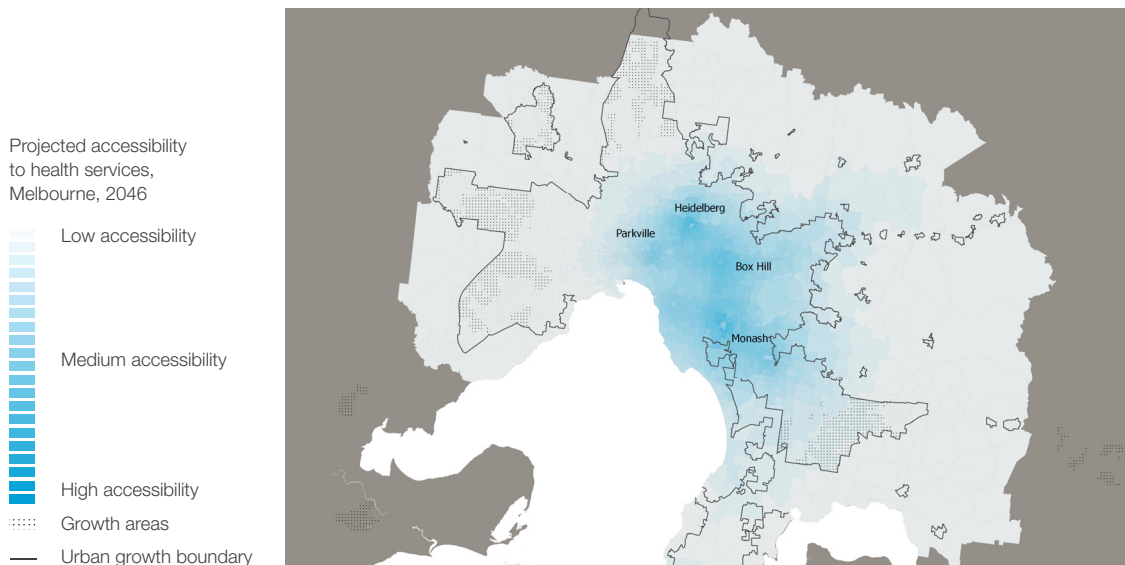 Projected accessibility
to health services,
Melbourne, 2046
Low accessibility
Medium accessibility
High accessibility
Growth areas
Urban growth boundary
Heidelberg
Parkville
Box Hill
Monash